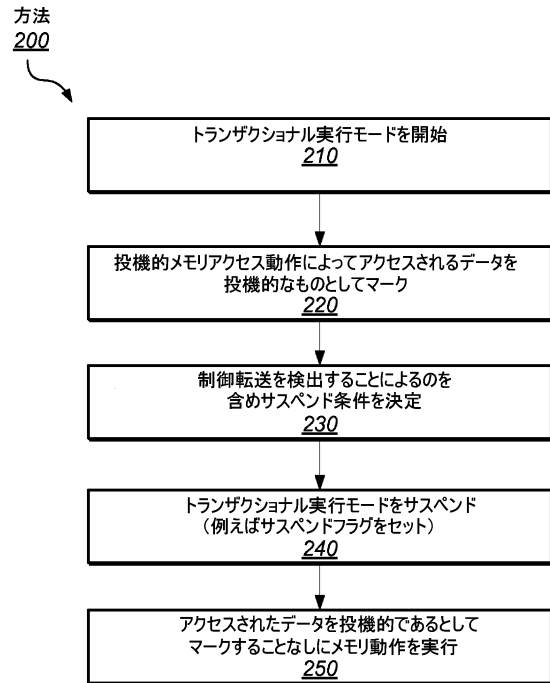 方法
200
トランザクショナル実行モードを開始
210
投機的メモリアクセス動作によってアクセスされるデータを
投機的なものとしてマーク
220
制御転送を検出することによるのを
含めサスペンド条件を決定
230
トランザクショナル実行モードをサスペンド
（例えばサスペンドフラグをセット）
240
アクセスされたデータを投機的であるとして
マークすることなしにメモリ動作を実行
250